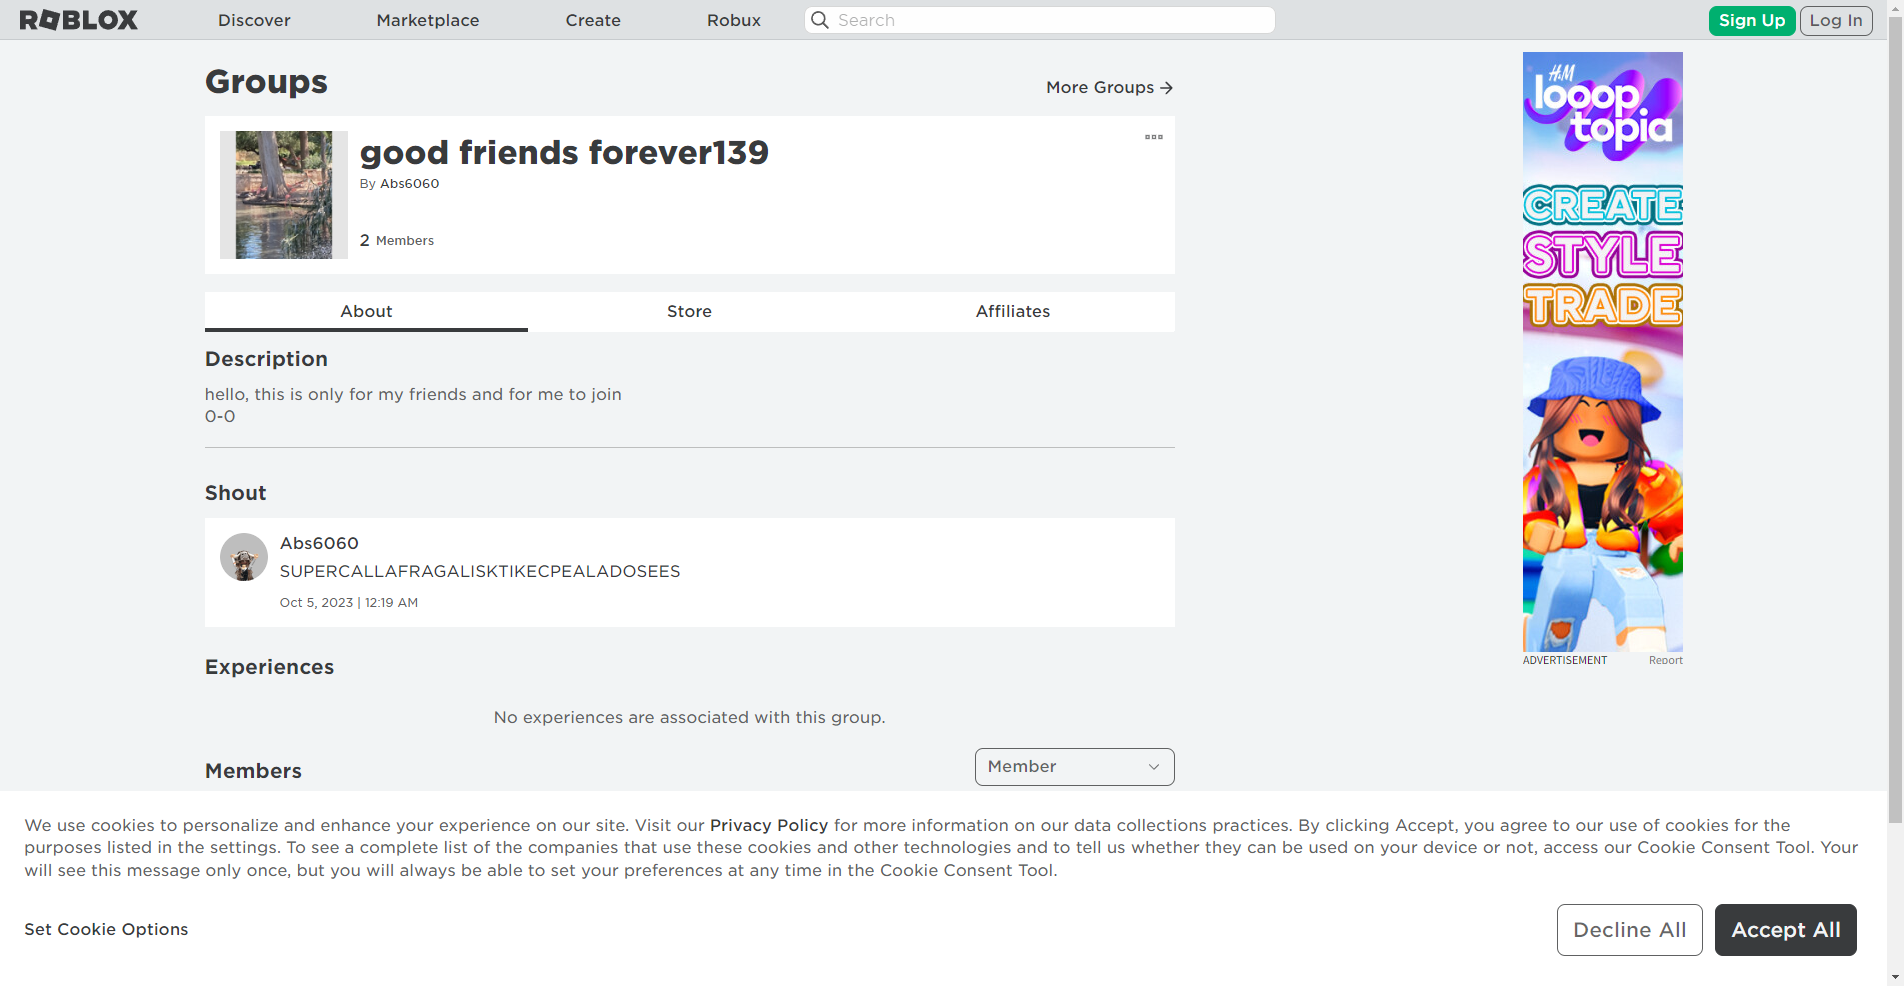 ROBLOX
Discover
Marketplace
Create
Robux
Search
Sign Up
Log In
Groups
More Groups
good friends forever139
By Abs6060
2 Members
About
Store
Affiliates
Description
hello, this is only for my friends and for me to join
0-0
Shout
Abs6060
SUPERCALLAFRAGALISKTIKECPEALADOSEES
Oct 5, 2023 | 12:19 AM
Experiences
No experiences are associated with this group.
Members
Member
H&M
looop
topia
CREATE
STYLE
TRADE
ADVERTISEMENT
Report
We use cookies to personalize and enhance your experience on our site. Visit our Privacy Policy for more information on our data collections practices. By clicking Accept, you agree to our use of cookies for the
purposes listed in the settings. To see a complete list of the companies that use these cookies and other technologies and to tell us whether they can be used on your device or not, access our Cookie Consent Tool. Your
will see this message only once, but you will always be able to set your preferences at any time in the Cookie Consent Tool.
Set Cookie Options
Decline All
Accept All